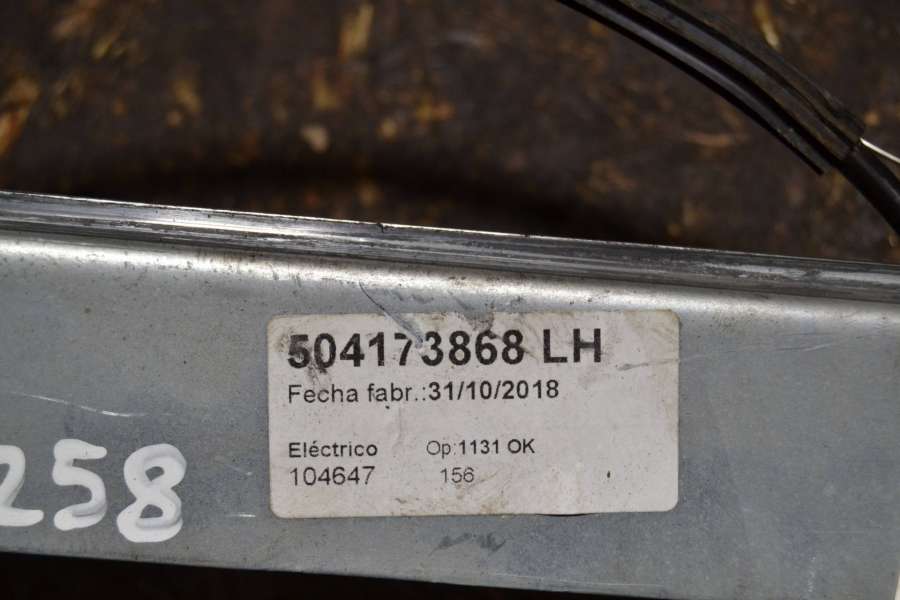 504173868 LH
Fecha fabr.:31/10/2018
Eléctrico Op:1131 OK
104647 156
258